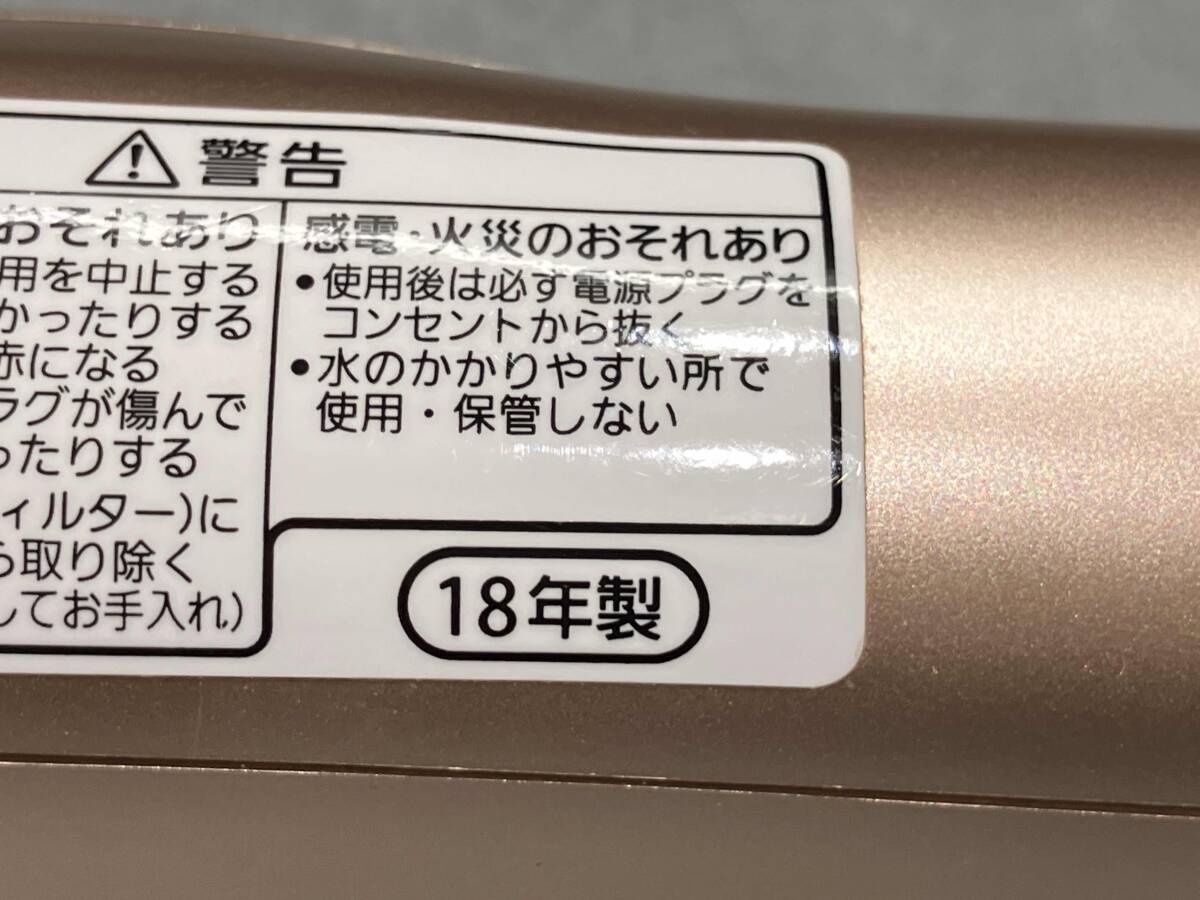 警告
おそれあり
用を中止する
かったりする
赤になる
ラグが傷んで
ったりする
ィルター)に
ら取り除く
してお手入れ)
感電・火災のおそれあり
•使用後は必ず電源プラグを
コンセントから抜く
•水のかかりやすい所で
使用・保管しない
18年製